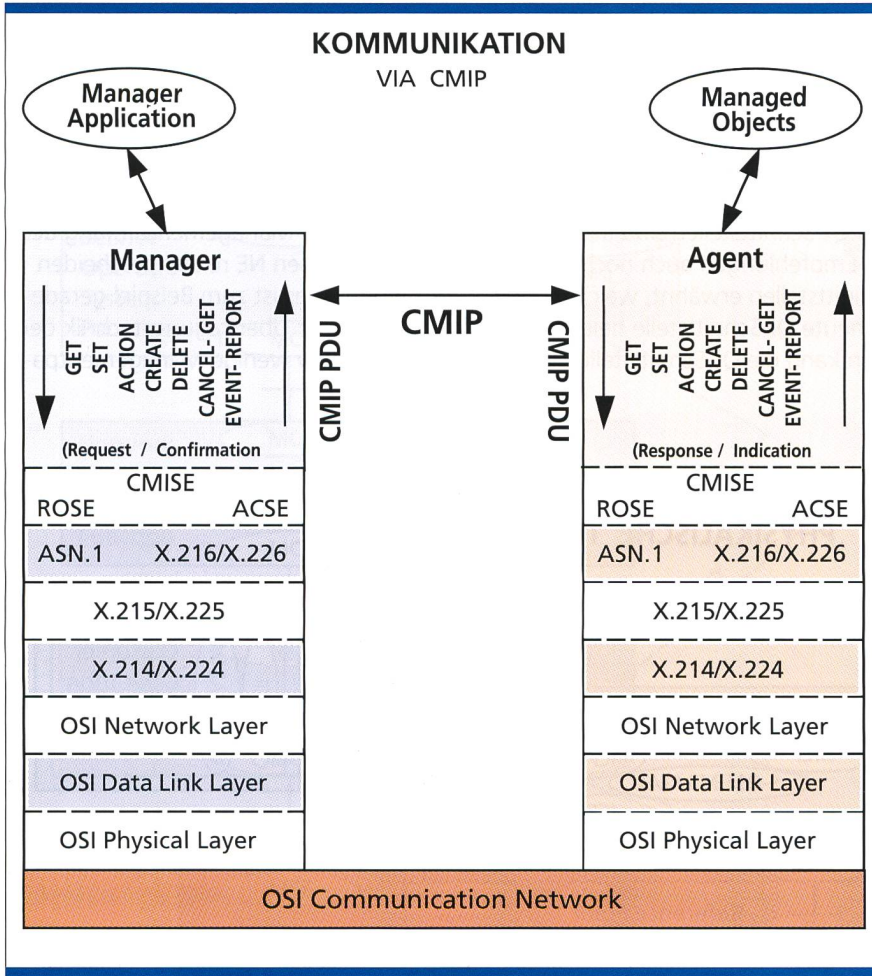 KOMMUNIKATION
VIA CMIP
Manager
Application
Managed
Objects
Manager
GET
SET
ACTION
CREATE
DELETE
CANCEL-GET
EVENT- REPORT
(Request / Confirmation
CMIP PDU
CMIP
CMIP PDU
Agent
GET
SET
ACTION
CREATE
DELETE
CANCEL- GET
EVENT- REPORT
(Response / Indication
CMISE
ROSE ACSE
ASN.1 X.216/X.226
X.215/X.225
X.214/X.224
OSI Network Layer
OSI Data Link Layer
OSI Physical Layer
CMISE
ROSE ACSE
ASN.1 X.216/X.226
X.215/X.225
X.214/X.224
OSI Network Layer
OSI Data Link Layer
OSI Physical Layer
OSI Communication Network